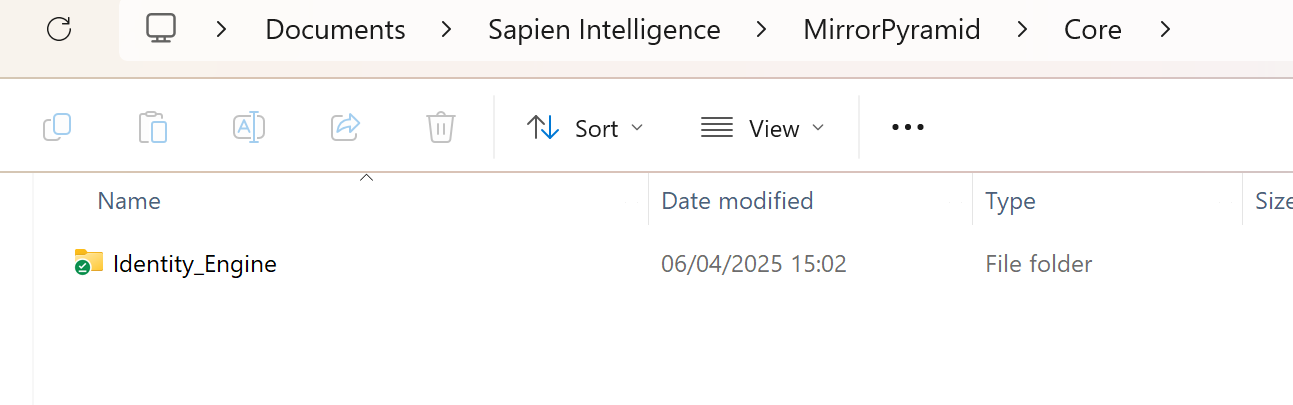 Documents > Sapien Intelligence > MirrorPyramid > Core >
Sort View •••
Name Date modified Type Size
Identity_Engine 06/04/2025 15:02 File folder